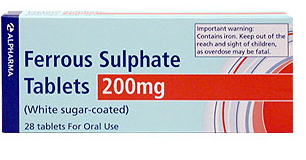 ALPHARMA
Ferrous Sulphate
Tablets 200mg
(White sugar-coated)
28 tablets For Oral Use
Important warning:
Contains iron. Keep out of the
reach and sight of children,
as overdose may be fatal.